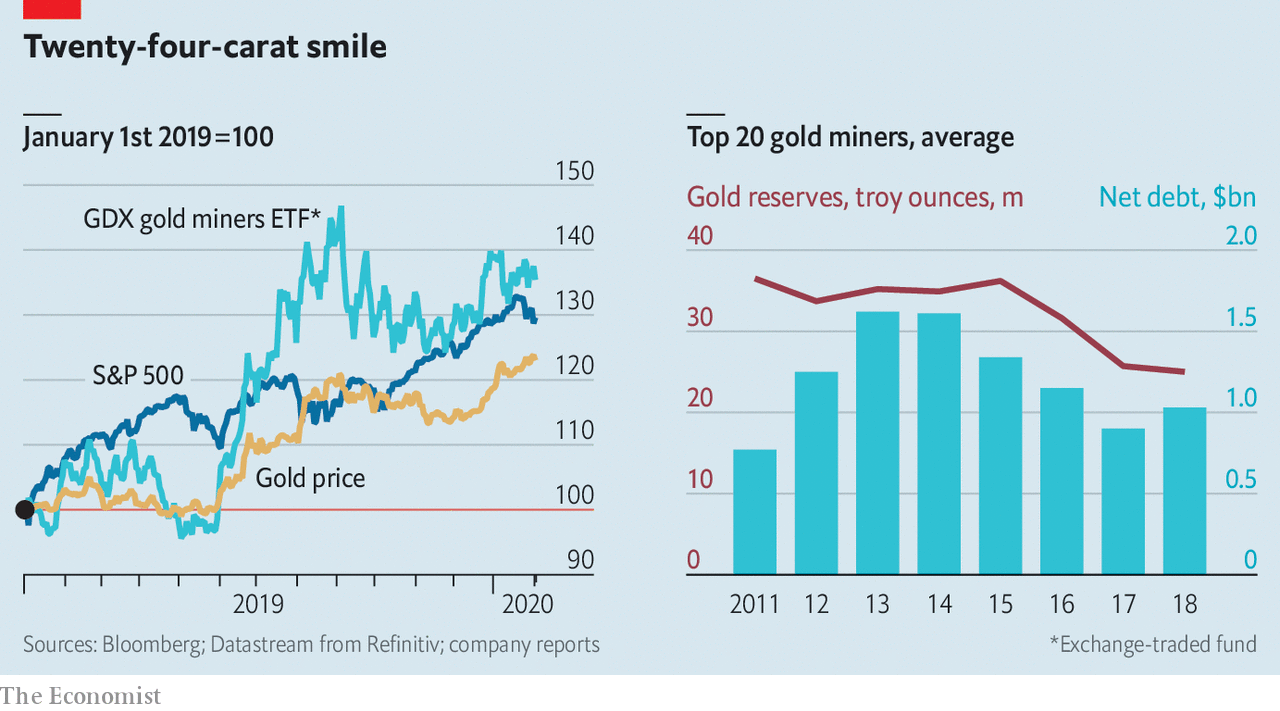 Twenty-four-carat smile
January 1st 2019=100
150
GDX gold miners ETF*
140
130
S&P 500
120
110
Gold price
100
90
2019
2020
Top 20 gold miners, average
Gold reserves, troy ounces, m
Net debt, $bn
40
2.0
30
1.5
20
1.0
10
0.5
0
0
2011 12 13 14 15 16 17 18
Sources: Bloomberg; Datastream from Refinitiv; company reports
*Exchange-traded fund
The Economist